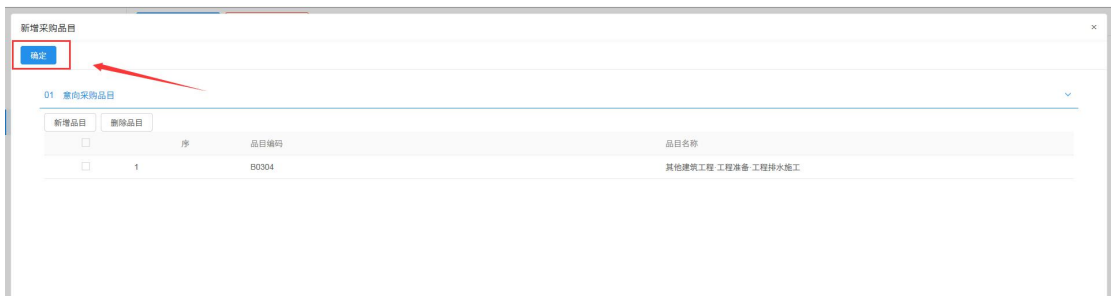 新增采购品目 ×
确定
01 意向采购品目
新增品目 删除品目
序 品目编码 品目名称
1 B0304 其他建筑工程·工程准备·工程排水施工